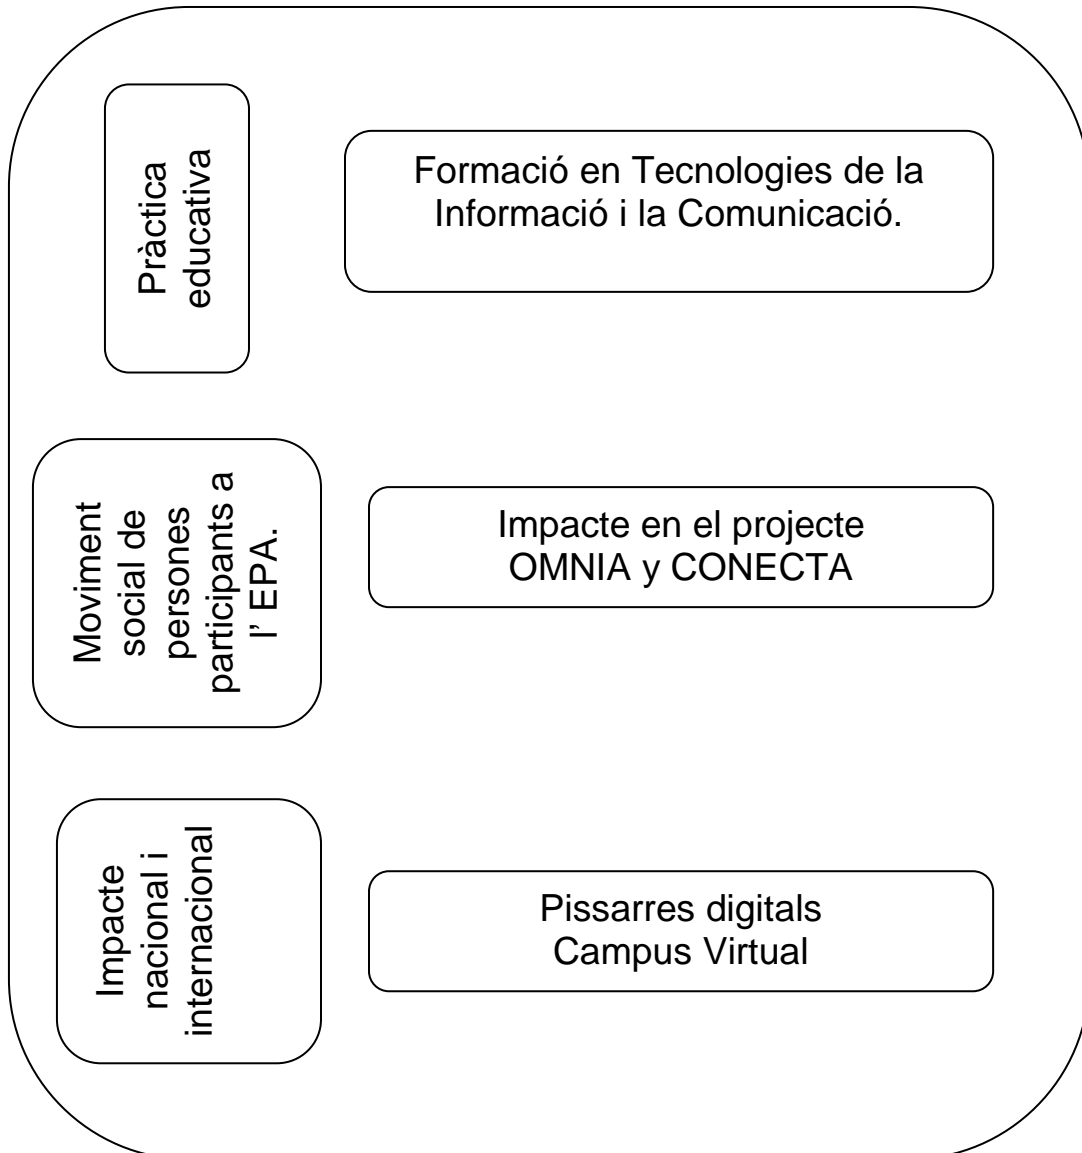 Pràctica
educativa
Formació en Tecnologies de la
Informació i la Comunicació.
Moviment
social de
persones
participants a
l’ EPA.
Impacte en el projecte
OMNIA y CONECTA
Impacte
nacional i
internacional
Pissarres digitals
Campus Virtual